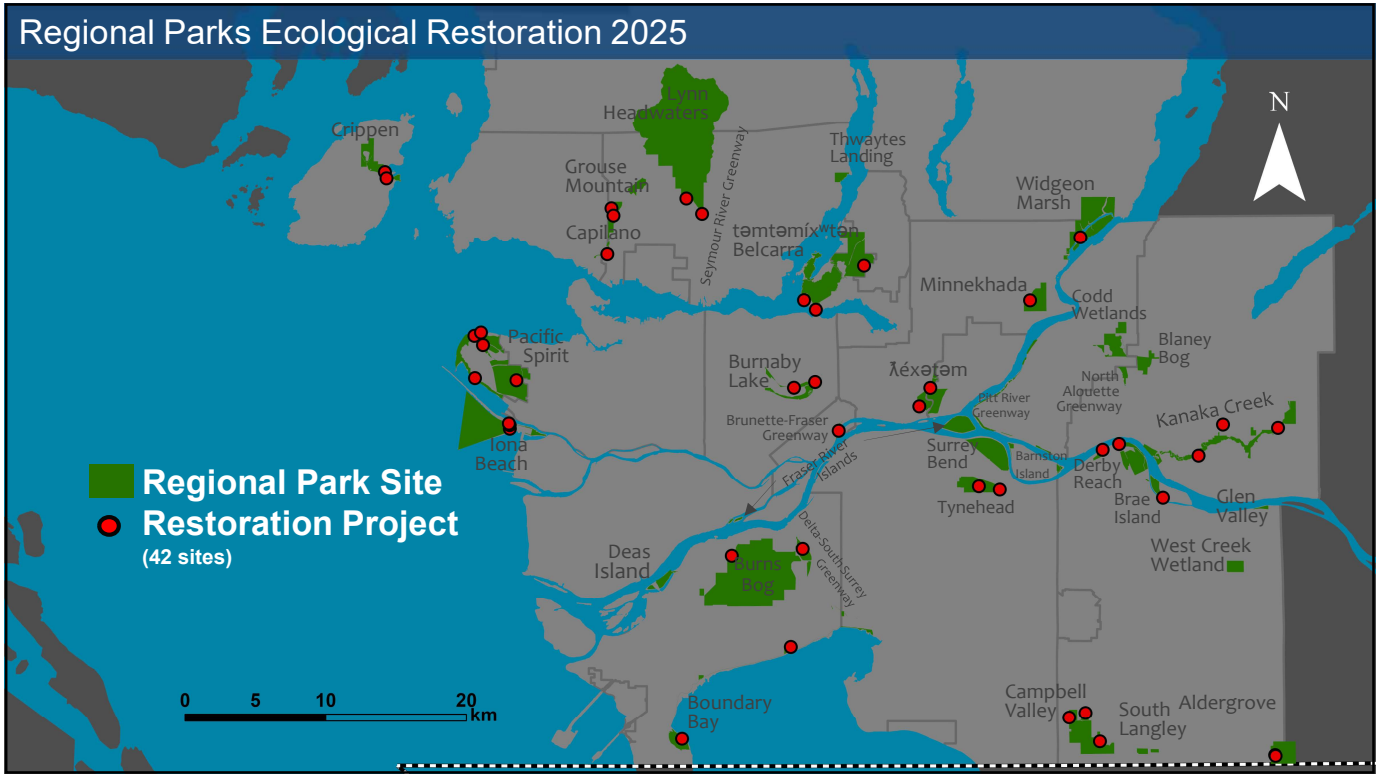 Regional Parks Ecological Restoration 2025
N
Lynn
Headwaters
Crippen
Grouse
Mountain
Capilano
Seymour River Greenway
Thwaytes
Landing
Widgeon
Marsh
təmtəmíxʷtən
Belcarra
Minnekhada
Codd
Wetlands
Pacific
Spirit
Burnaby
Lake
ƛ̓éxətəm
Blaney
Bog
North
Alouette
Greenway
Pitt River
Greenway
Kanaka Creek
Brunette-Fraser
Greenway
Iona
Beach
Fraser River
Islands
Surrey
Bend
Barnston
Island
Derby
Reach
Tynehead
Brae
Island
Glen
Valley
Regional Park Site
Restoration Project
(42 sites)
Deas
Island
Burns
Bog
Delta-South-Surrey
Greenway
West Creek
Wetland
0 5 10 20
km
Boundary
Bay
Campbell
Valley
South
Langley
Aldergrove